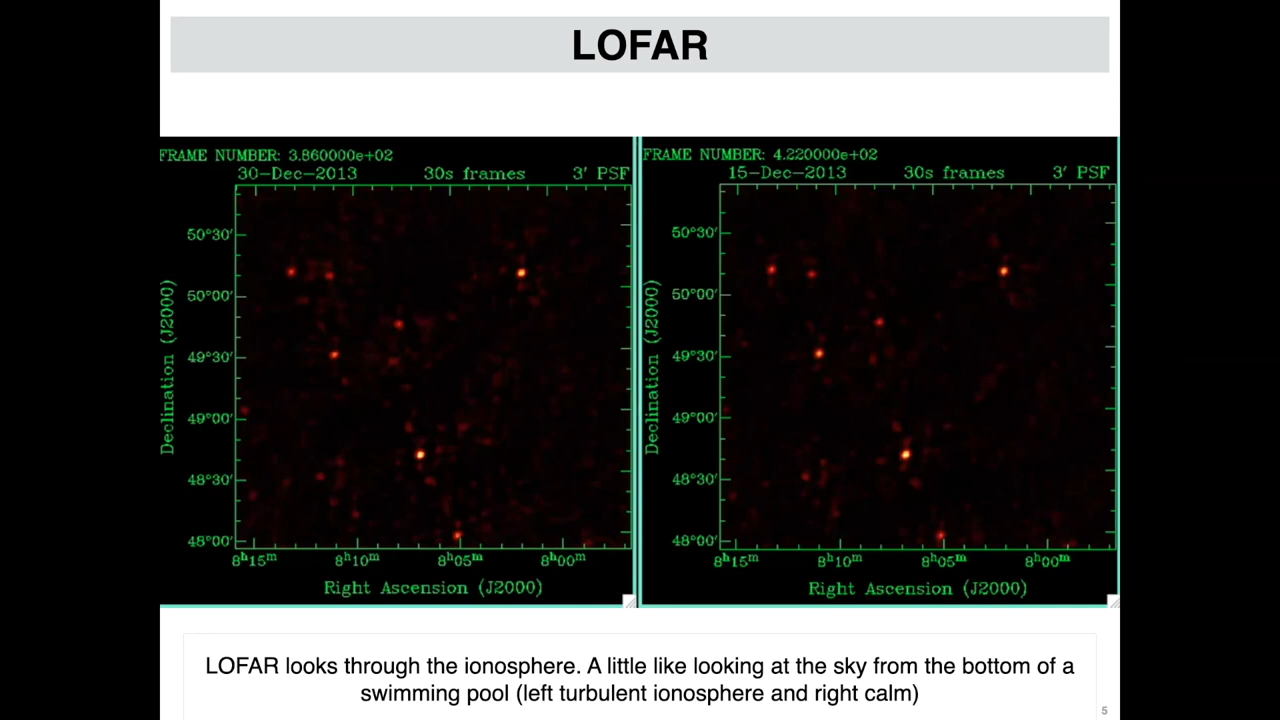 LOFAR
FRAME NUMBER: 3.860000e+02
30-Dec-2013 30s frames 3' PSF
50°30'
50°00'
49°30'
49°00'
48°30'
48°00'
Declination (J2000)
8ʰ15ᵐ 8ʰ10ᵐ 8ʰ05ᵐ 8ʰ00ᵐ
Right Ascension (J2000)
FRAME NUMBER: 4.220000e+02
15-Dec-2013 30s frames 3' PSF
50°30'
50°00'
49°30'
49°00'
48°30'
48°00'
Declination (J2000)
8ʰ15ᵐ 8ʰ10ᵐ 8ʰ05ᵐ 8ʰ00ᵐ
Right Ascension (J2000)
LOFAR looks through the ionosphere. A little like looking at the sky from the bottom of a
swimming pool (left turbulent ionosphere and right calm)
5